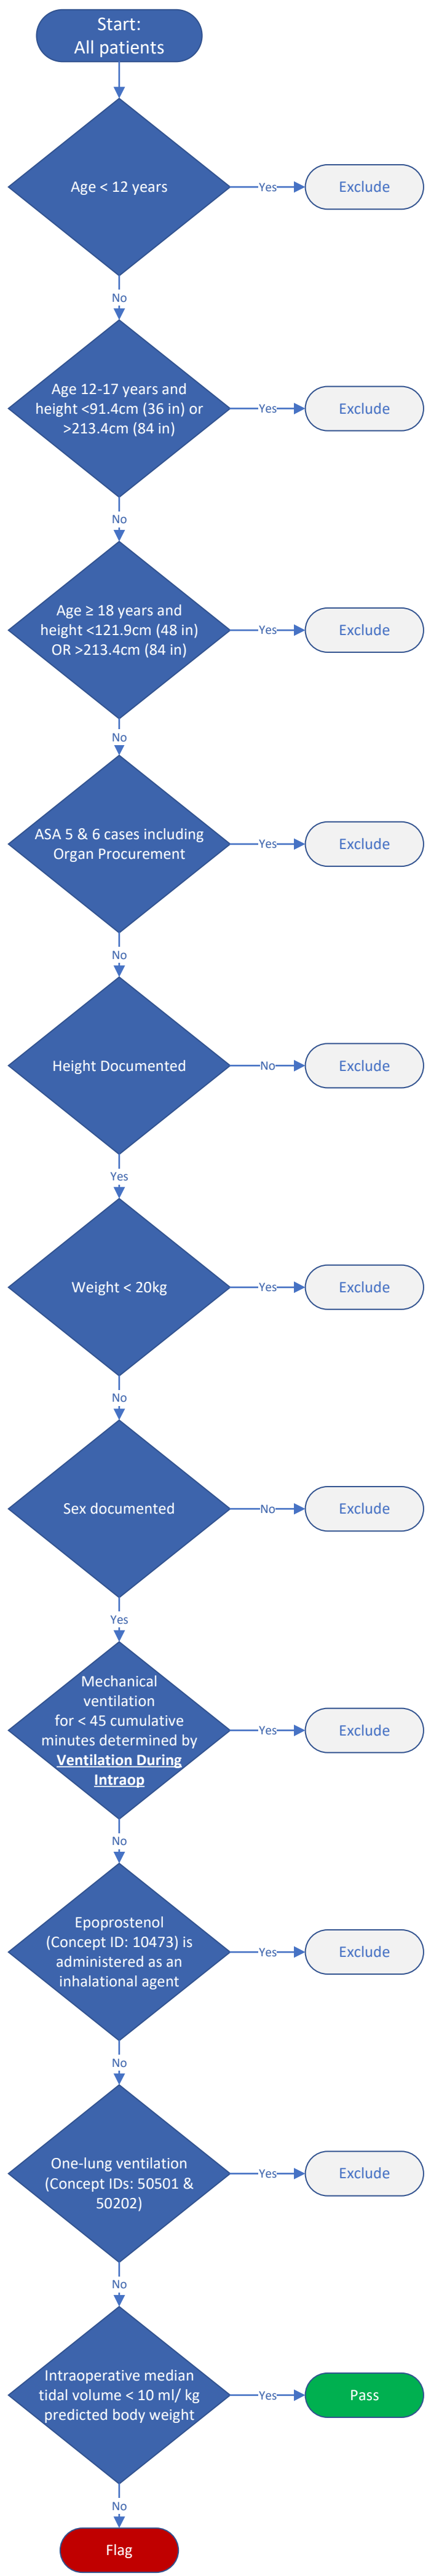 Start:
All patients
Age < 12 years
Yes
Exclude
No
Age 12-17 years and
height <91.4cm (36 in) or
>213.4cm (84 in)
Yes
Exclude
No
Age ≥ 18 years and
height <121.9cm (48 in)
OR >213.4cm (84 in)
Yes
Exclude
No
ASA 5 & 6 cases including
Organ Procurement
Yes
Exclude
No
Height Documented
No
Exclude
Yes
Weight < 20kg
Yes
Exclude
No
Sex documented
No
Exclude
Yes
Mechanical
ventilation
for < 45 cumulative
minutes determined by
Ventilation During
Intraop
Yes
Exclude
No
Epoprostenol
(Concept ID: 10473) is
administered as an
inhalational agent
Yes
Exclude
No
One-lung ventilation
(Concept IDs: 50501 &
50202)
Yes
Exclude
No
Intraoperative median
tidal volume < 10 ml/ kg
predicted body weight
Yes
Pass
No
Flag